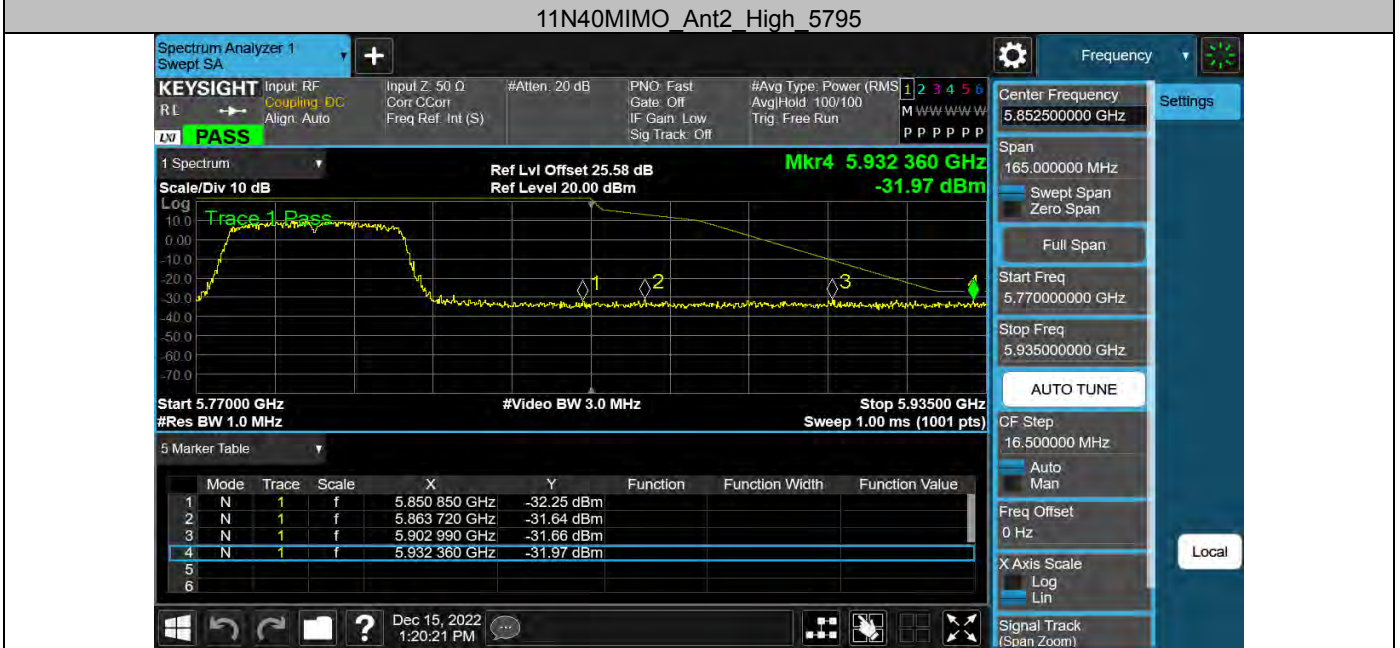 11N40MIMO_Ant2_High_5795
Spectrum Analyzer 1
Swept SA
+
Frequency
KEYSIGHT
RL
LXI
PASS
Input: RF
Coupling: DC
Align: Auto
Input Z: 50 Ω
Corr CCorr
Freq Ref: Int (S)
#Atten: 20 dB
PNO: Fast
Gate: Off
IF Gain: Low
Sig Track: Off
#Avg Type: Power (RMS
Avg|Hold: 100/100
Trig: Free Run
1 2 3 4 5 6
M W W W W W
P P P P P P
1 Spectrum
Scale/Div 10 dB
Ref Lvl Offset 25.58 dB
Ref Level 20.00 dBm
Mkr4 5.932 360 GHz
-31.97 dBm
Log
Trace 1 Pass
10.0
0.00
-10.0
-20.0
-30.0
-40.0
-50.0
-60.0
-70.0
1
2
3
4
Start 5.77000 GHz
#Video BW 3.0 MHz
Stop 5.93500 GHz
#Res BW 1.0 MHz
Sweep 1.00 ms (1001 pts)
5 Marker Table
Mode Trace Scale X Y Function Function Width Function Value
1 N 1 f 5.850 850 GHz -32.25 dBm
2 N 1 f 5.863 720 GHz -31.64 dBm
3 N 1 f 5.902 990 GHz -31.66 dBm
4 N 1 f 5.932 360 GHz -31.97 dBm
5
6
?
Dec 15, 2022
1:20:21 PM
Center Frequency
5.852500000 GHz
Settings
Span
165.000000 MHz
Swept Span
Zero Span
Full Span
Start Freq
5.770000000 GHz
Stop Freq
5.935000000 GHz
AUTO TUNE
CF Step
16.500000 MHz
Auto
Man
Freq Offset
0 Hz
Local
X Axis Scale
Log
Lin
Signal Track
(Span Zoom)